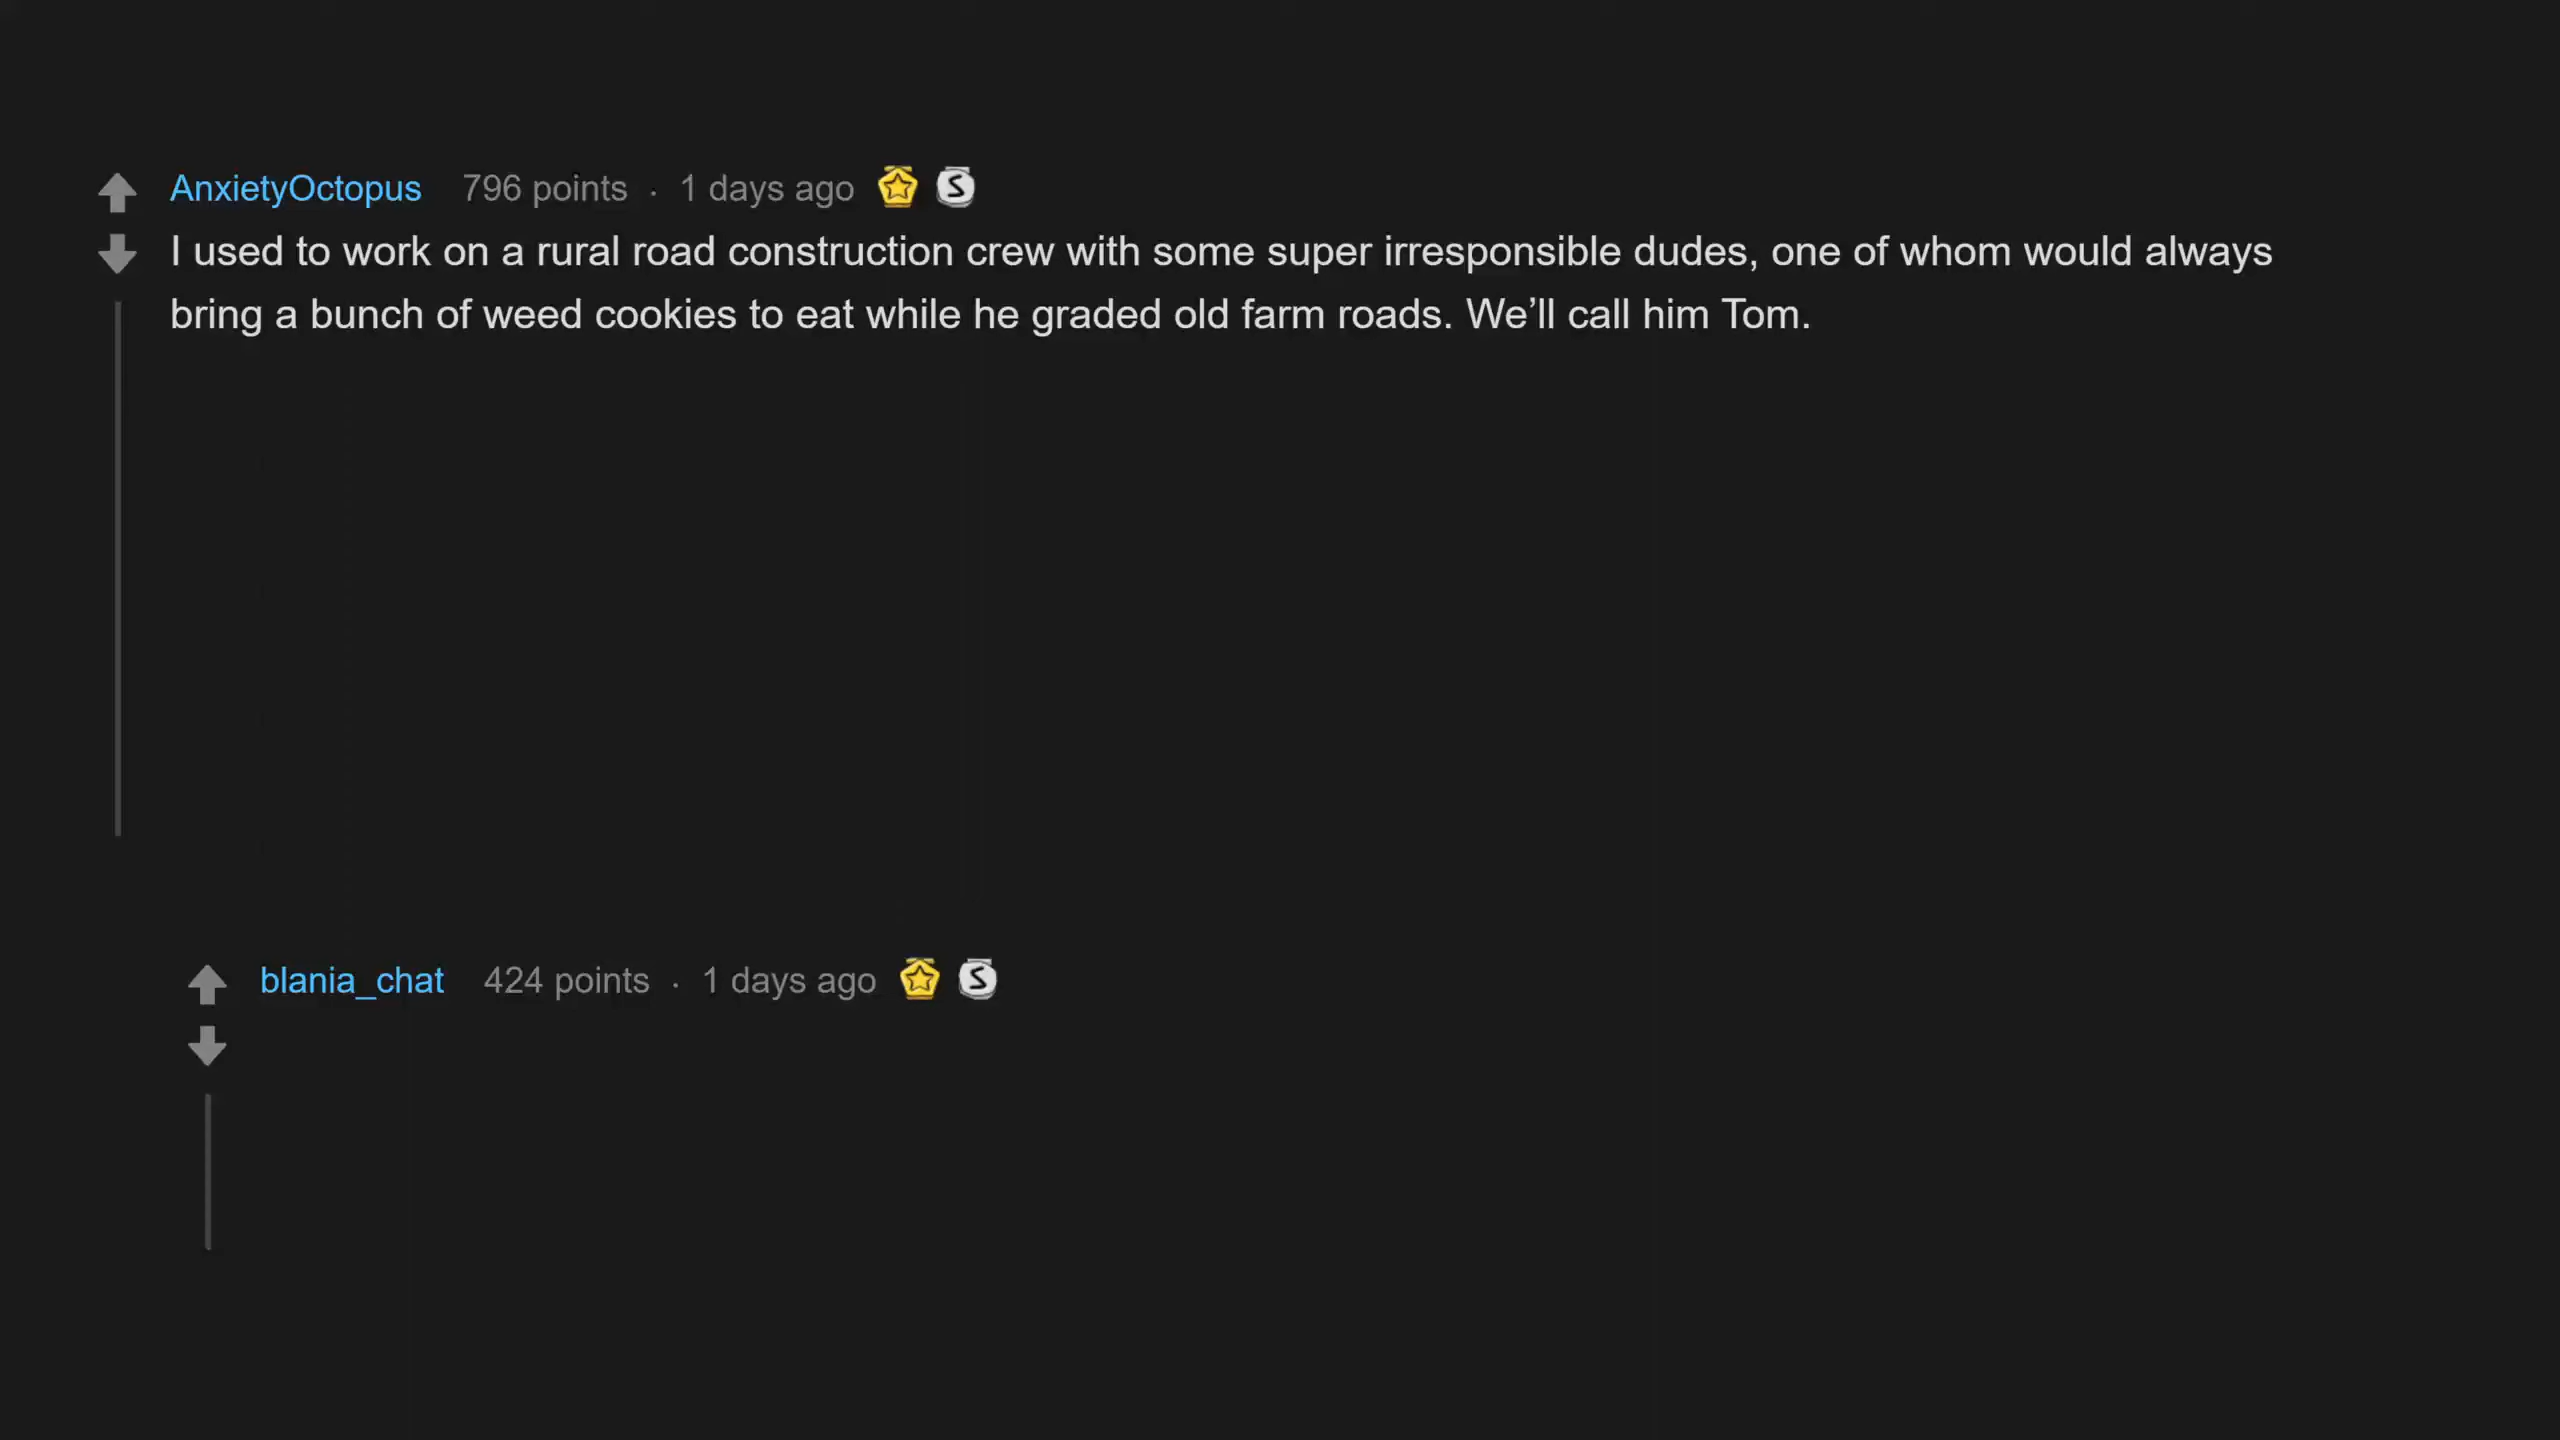 AnxietyOctopus 796 points · 1 days ago
I used to work on a rural road construction crew with some super irresponsible dudes, one of whom would always
bring a bunch of weed cookies to eat while he graded old farm roads. We’ll call him Tom.
blania_chat 424 points · 1 days ago